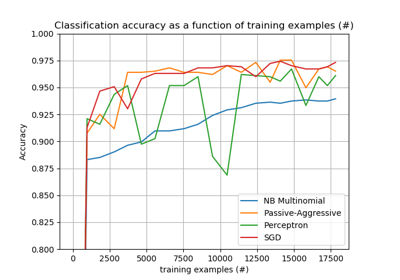 Classification accuracy as a function of training examples (#)
1.000
0.975
0.950
0.925
0.900
0.875
0.850
0.825
0.800
Accuracy
NB Multinomial
Passive-Aggressive
Perceptron
SGD
0 2500 5000 7500 10000 12500 15000 17500
training examples (#)